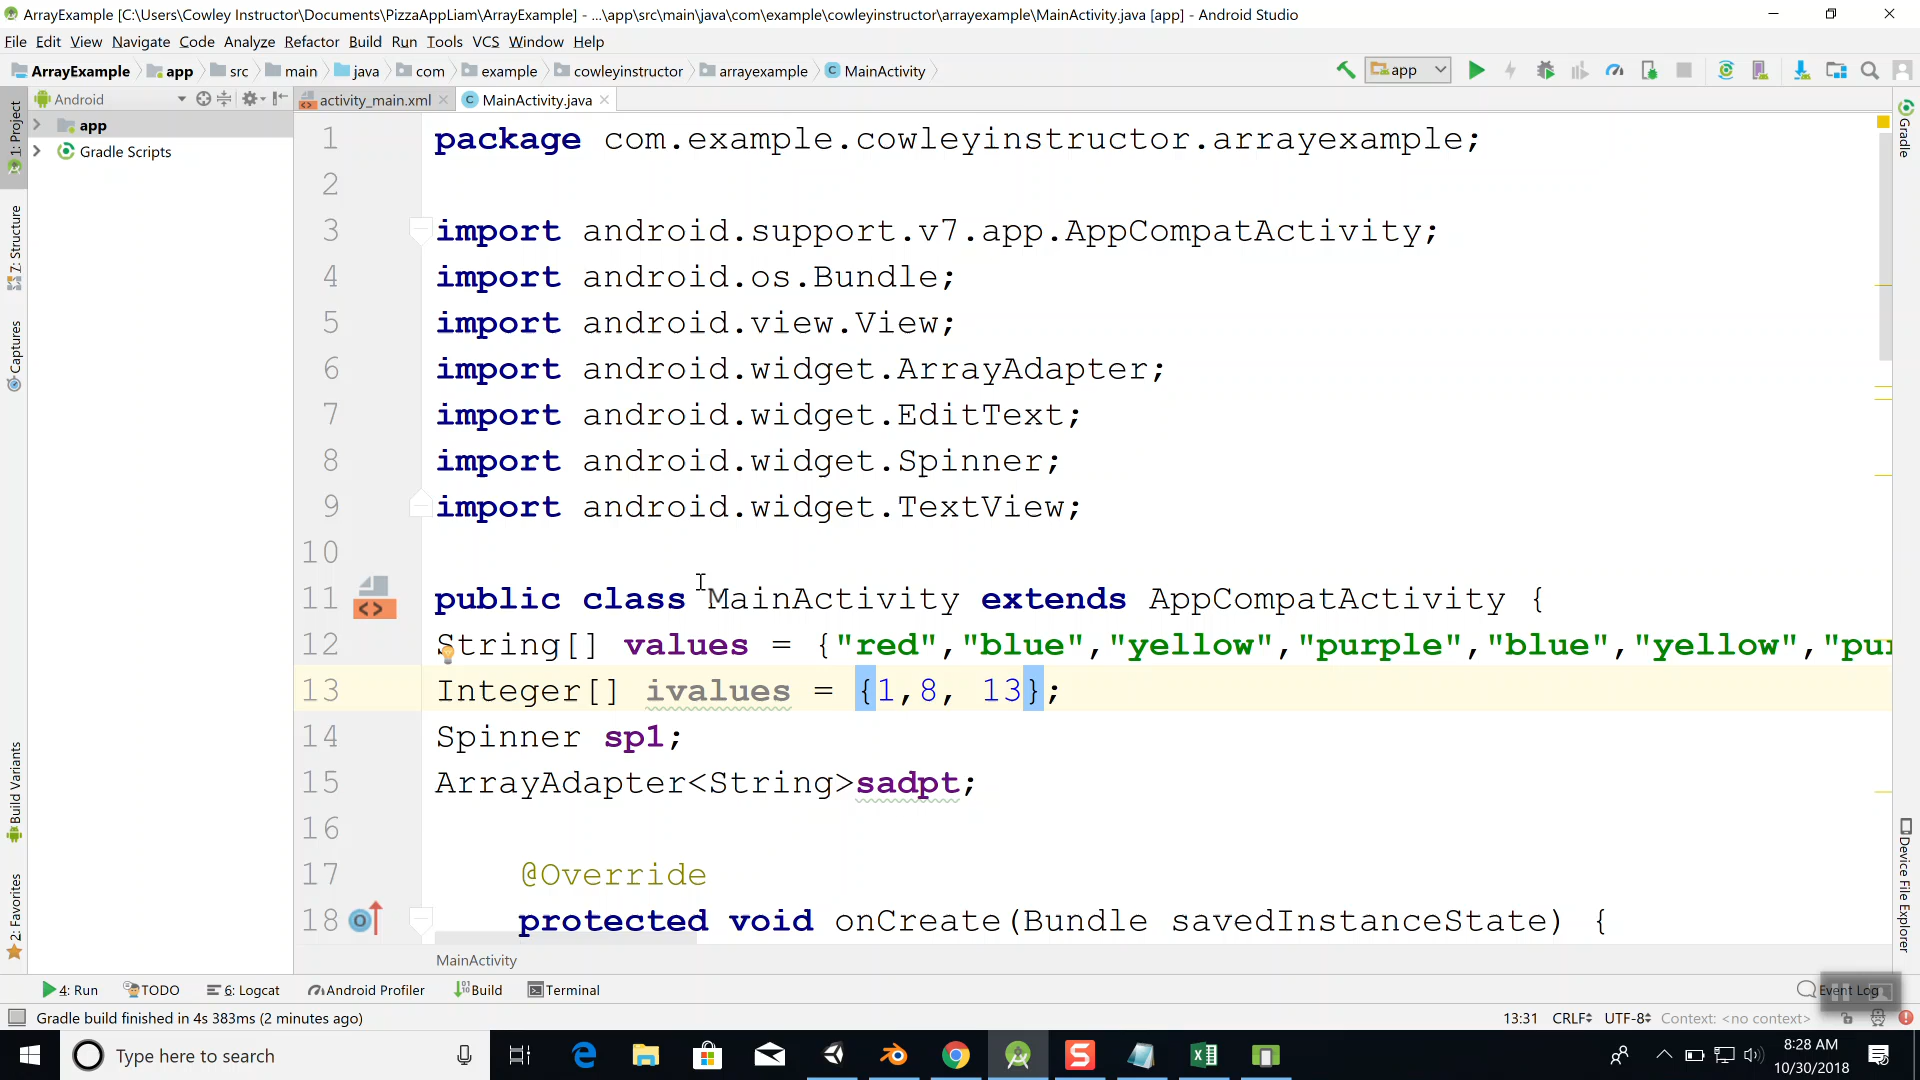 ArrayExample [C:\Users\Cowley Instructor\Documents\PizzaAppLiam\ArrayExample] - ...\app\src\main\java\com\example\cowleyinstructor\arrayexample\MainActivity.java [app] - Android Studio
File Edit View Navigate Code Analyze Refactor Build Run Tools VCS Window Help
ArrayExample app src main java com example cowleyinstructor arrayexample MainActivity app
Android activity_main.xml MainActivity.java
app
Gradle Scripts
1: Project
Z: Structure
Captures
Build Variants
2: Favorites
Gradle
Device File Explorer
1 package com.example.cowleyinstructor.arrayexample;
2
3 import android.support.v7.app.AppCompatActivity;
4 import android.os.Bundle;
5 import android.view.View;
6 import android.widget.ArrayAdapter;
7 import android.widget.EditText;
8 import android.widget.Spinner;
9 import android.widget.TextView;
10
11 public class MainActivity extends AppCompatActivity {
12 String[] values = {"red","blue","yellow","purple","blue","yellow","pur
13 Integer[] ivalues = {1,8, 13};
14 Spinner sp1;
15 ArrayAdapter<String>sadpt;
16
17 @Override
18 protected void onCreate(Bundle savedInstanceState) {
MainActivity
4: Run TODO 6: Logcat Android Profiler Build Terminal Event Log
Gradle build finished in 4s 383ms (2 minutes ago) 13:31 CRLF UTF-8 Context: <no context>
Type here to search
8:28 AM
10/30/2018